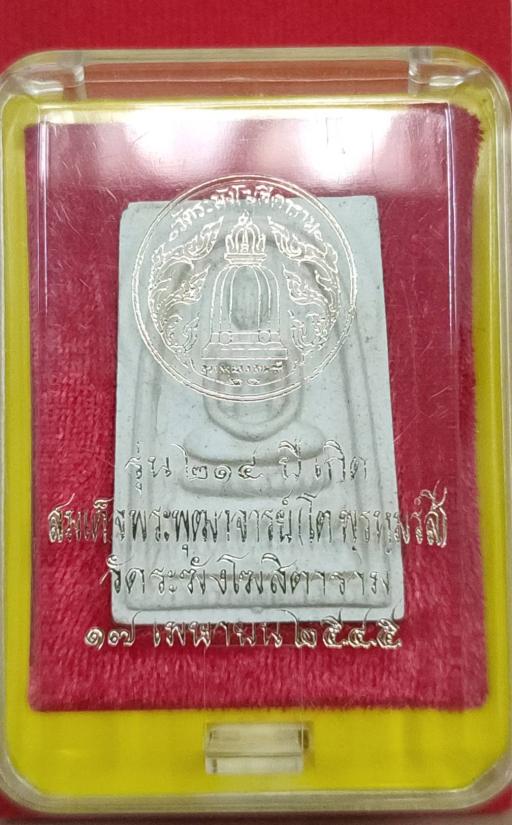 วัดระฆังโฆสิตาราม
รุ่น ๒๑๔ ปี เกิด
สมเด็จพระพุฒาจารย์ (โต พฺรหฺมรํสี)
วัดระฆังโฆสิตาราม
๑๗ เมษายน ๒๕๔๕